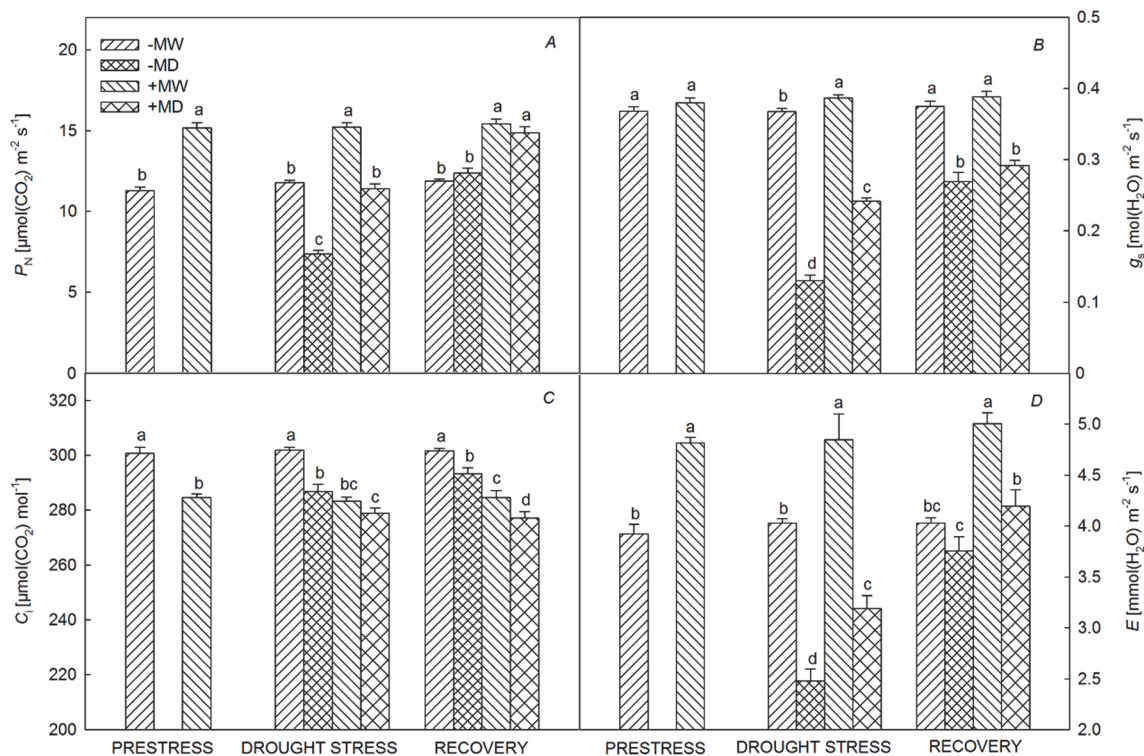 A
-MW
-MD
+MW
+MD
20
15
10
5
0
P_N [µmol(CO₂) m⁻² s⁻¹]
b
a
b
c
a
b
b
b
a
a
B
0.5
0.4
0.3
0.2
0.1
0
g_s [mol(H₂O) m⁻² s⁻¹]
a
a
b
d
a
c
a
b
a
b
C
320
300
280
260
240
220
200
C_i [µmol(CO₂) mol⁻¹]
a
b
a
b
bc
c
a
b
c
d
PRESTRESS DROUGHT STRESS RECOVERY
D
5.0
4.5
4.0
3.5
3.0
2.5
2.0
E [mmol(H₂O) m⁻² s⁻¹]
b
a
b
d
a
c
bc
c
a
b
PRESTRESS DROUGHT STRESS RECOVERY